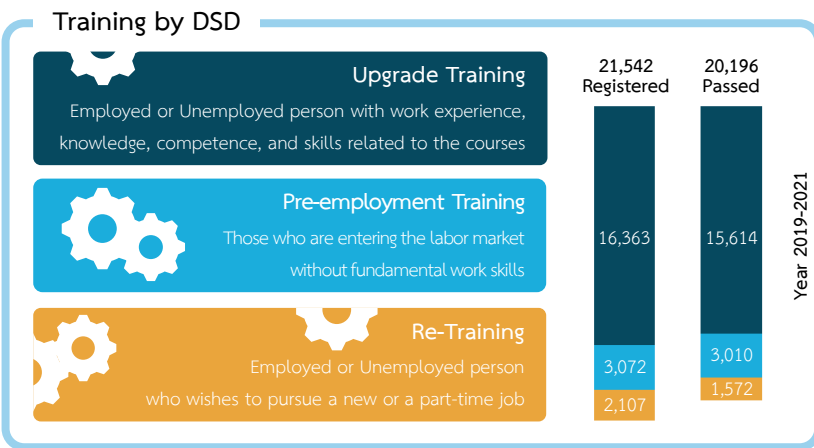 Training by DSD
Upgrade Training
Employed or Unemployed person with work experience,
knowledge, competence, and skills related to the courses
Pre-employment Training
Those who are entering the labor market
without fundamental work skills
Re-Training
Employed or Unemployed person
who wishes to pursue a new or a part-time job
21,542
Registered
16,363
3,072
2,107
20,196
Passed
15,614
3,010
1,572
Year 2019-2021